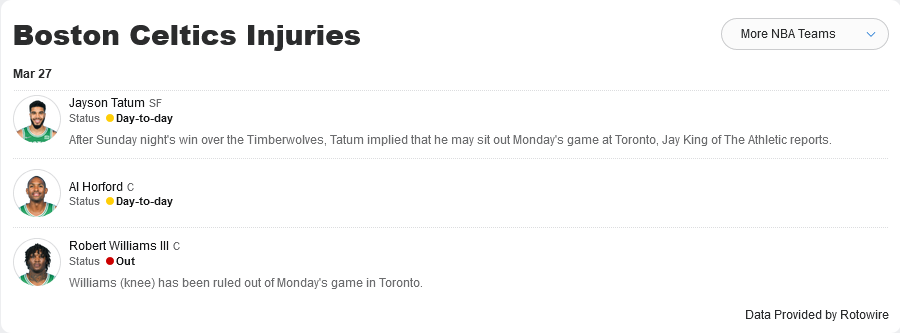 Boston Celtics Injuries
More NBA Teams
Mar 27
Jayson Tatum SF
Status Day-to-day
After Sunday night's win over the Timberwolves, Tatum implied that he may sit out Monday's game at Toronto, Jay King of The Athletic reports.
Al Horford C
Status Day-to-day
Robert Williams III C
Status Out
Williams (knee) has been ruled out of Monday's game in Toronto.
Data Provided by Rotowire